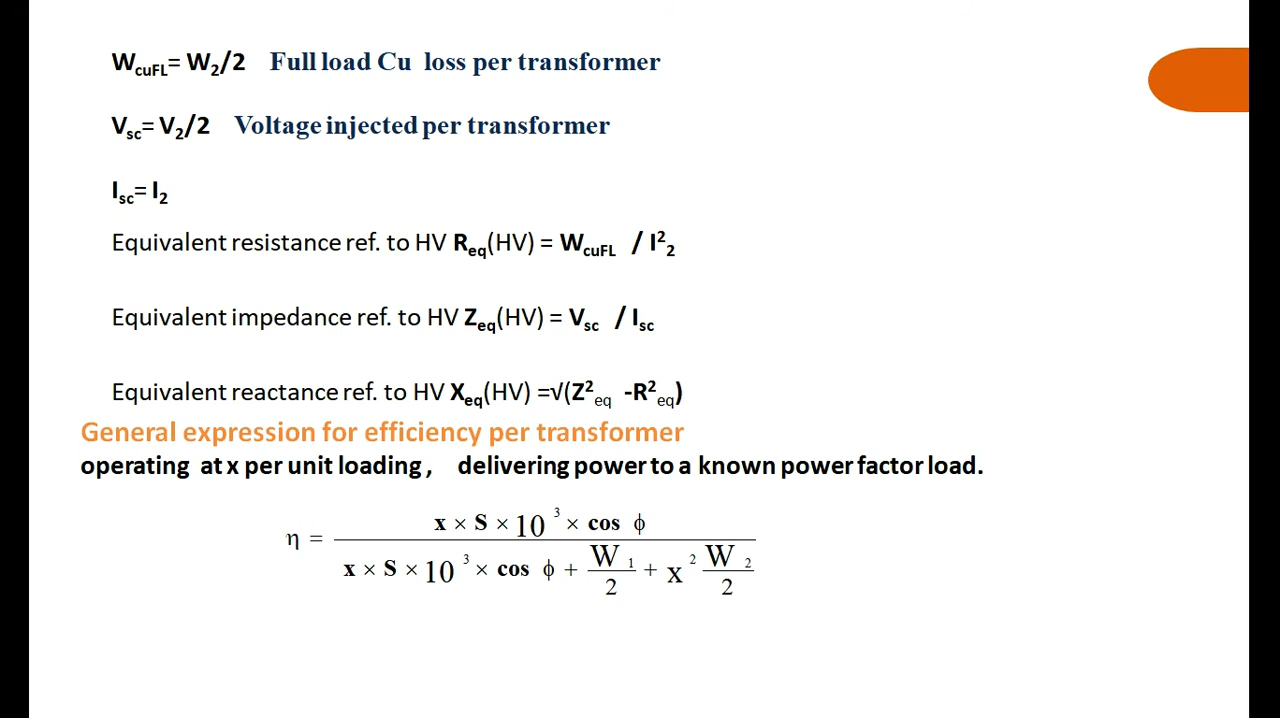 WcuFL= W2/2 Full load Cu loss per transformer
Vsc= V2/2 Voltage injected per transformer
Isc= I2
Equivalent resistance ref. to HV Req(HV) = WcuFL / I²2
Equivalent impedance ref. to HV Zeq(HV) = Vsc / Isc
Equivalent reactance ref. to HV Xeq(HV) =√(Z²eq -R²eq)
General expression for efficiency per transformer
operating at x per unit loading, delivering power to a known power factor load.
η = x × S × 10³ × cos ϕ
x × S × 10³ × cos ϕ + W1/2 + x² W2/2